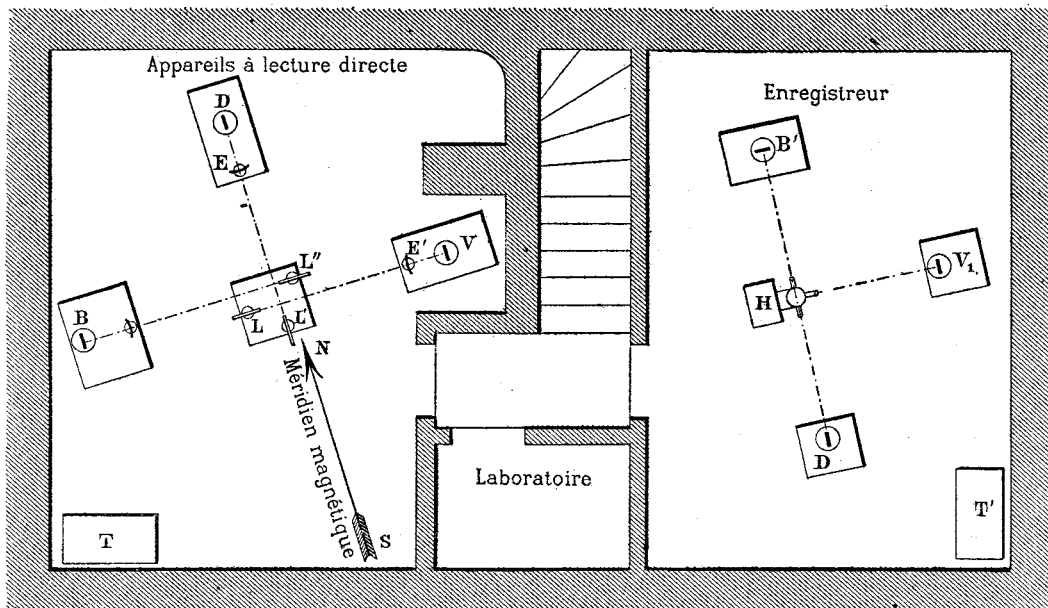 Appareils à lecture directe
D
E
E'
V
L"
B
L
L'
N
Méridien magnétique
S
T
Laboratoire
Enregistreur
B'
V₁
H
D
T'